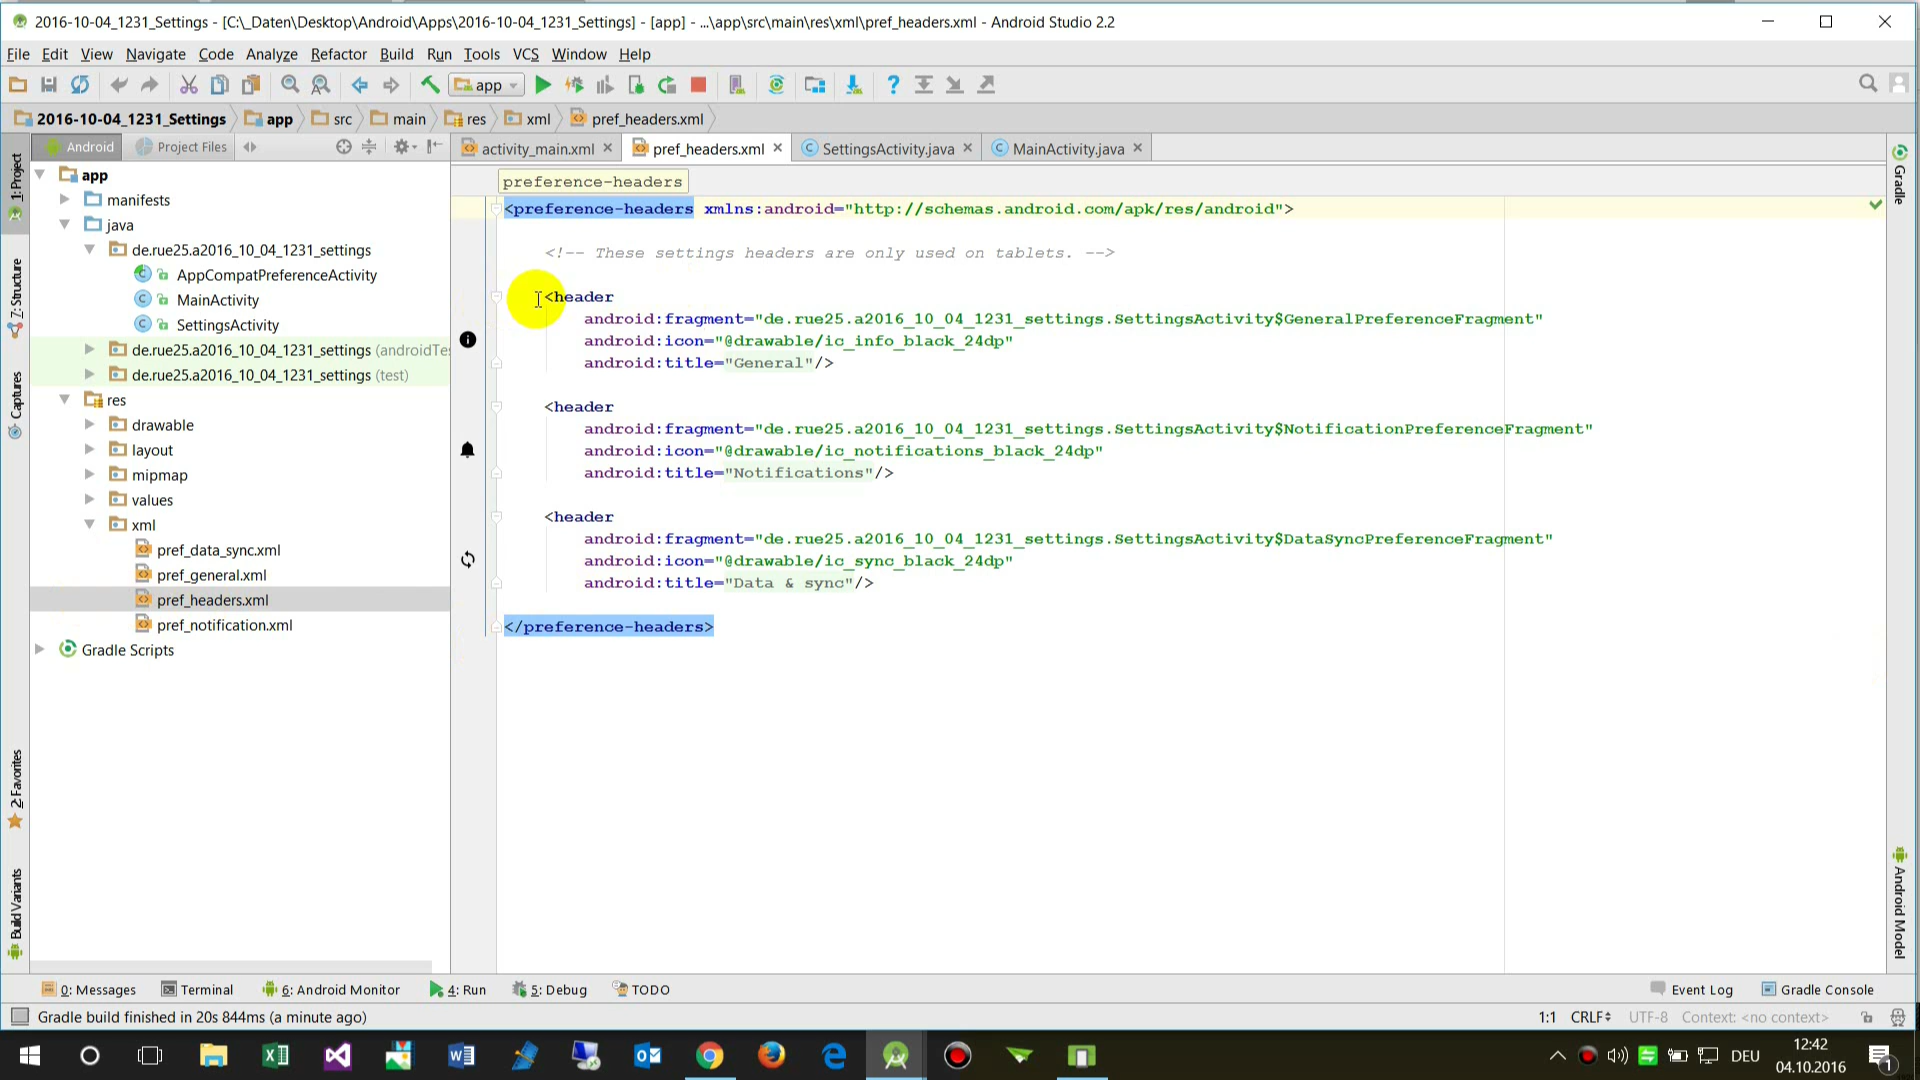 2016-10-04_1231_Settings - [C:\_Daten\Desktop\Android\Apps\2016-10-04_1231_Settings] - [app] - ...\app\src\main\res\xml\pref_headers.xml - Android Studio 2.2
File Edit View Navigate Code Analyze Refactor Build Run Tools VCS Window Help
app
2016-10-04_1231_Settings app src main res xml pref_headers.xml
Android Project Files
activity_main.xml pref_headers.xml SettingsActivity.java MainActivity.java
1: Project
7: Structure
Captures
2: Favorites
Build Variants
app
manifests
java
de.rue25.a2016_10_04_1231_settings
AppCompatPreferenceActivity
MainActivity
SettingsActivity
de.rue25.a2016_10_04_1231_settings (androidTes
de.rue25.a2016_10_04_1231_settings (test)
res
drawable
layout
mipmap
values
xml
pref_data_sync.xml
pref_general.xml
pref_headers.xml
pref_notification.xml
Gradle Scripts
preference-headers
<preference-headers xmlns:android="http://schemas.android.com/apk/res/android">
<!-- These settings headers are only used on tablets. -->
<header
android:fragment="de.rue25.a2016_10_04_1231_settings.SettingsActivity$GeneralPreferenceFragment"
android:icon="@drawable/ic_info_black_24dp"
android:title="General"/>
<header
android:fragment="de.rue25.a2016_10_04_1231_settings.SettingsActivity$NotificationPreferenceFragment"
android:icon="@drawable/ic_notifications_black_24dp"
android:title="Notifications"/>
<header
android:fragment="de.rue25.a2016_10_04_1231_settings.SettingsActivity$DataSyncPreferenceFragment"
android:icon="@drawable/ic_sync_black_24dp"
android:title="Data & sync"/>
</preference-headers>
Gradle
Android Model
0: Messages Terminal 6: Android Monitor 4: Run 5: Debug TODO Event Log Gradle Console
Gradle build finished in 20s 844ms (a minute ago) 1:1 CRLF UTF-8 Context: <no context>
DEU
12:42
04.10.2016
1